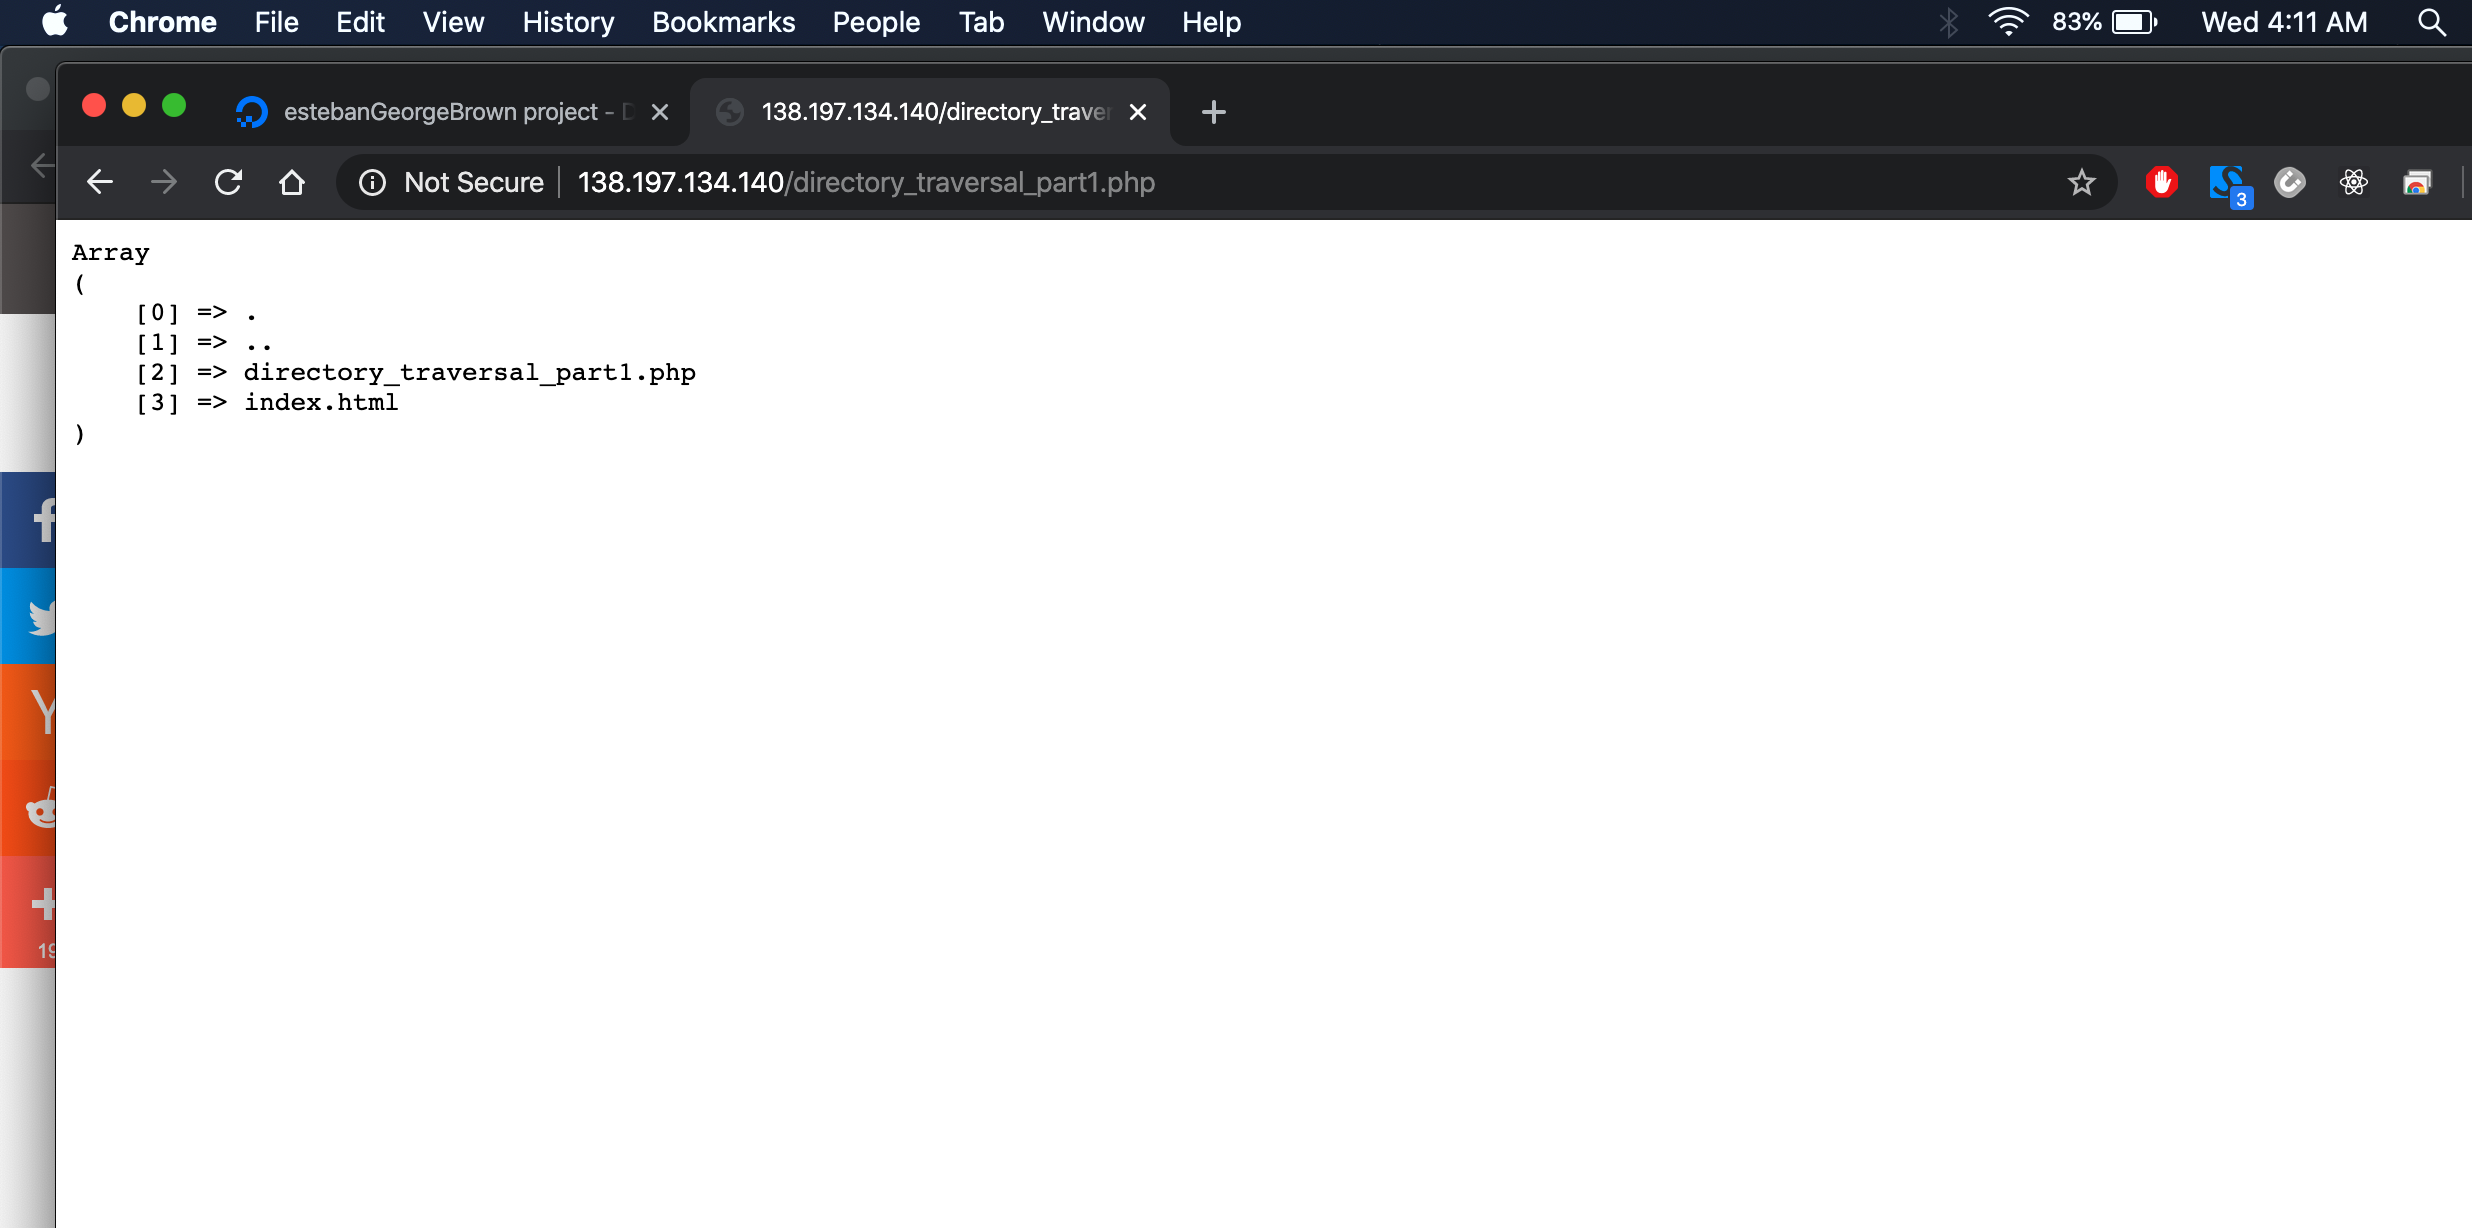 Chrome File Edit View History Bookmarks People Tab Window Help 83% Wed 4:11 AM
estebanGeorgeBrown project - D 138.197.134.140/directory_traver
Not Secure 138.197.134.140/directory_traversal_part1.php 3
Array
(
[0] => .
[1] => ..
[2] => directory_traversal_part1.php
[3] => index.html
)